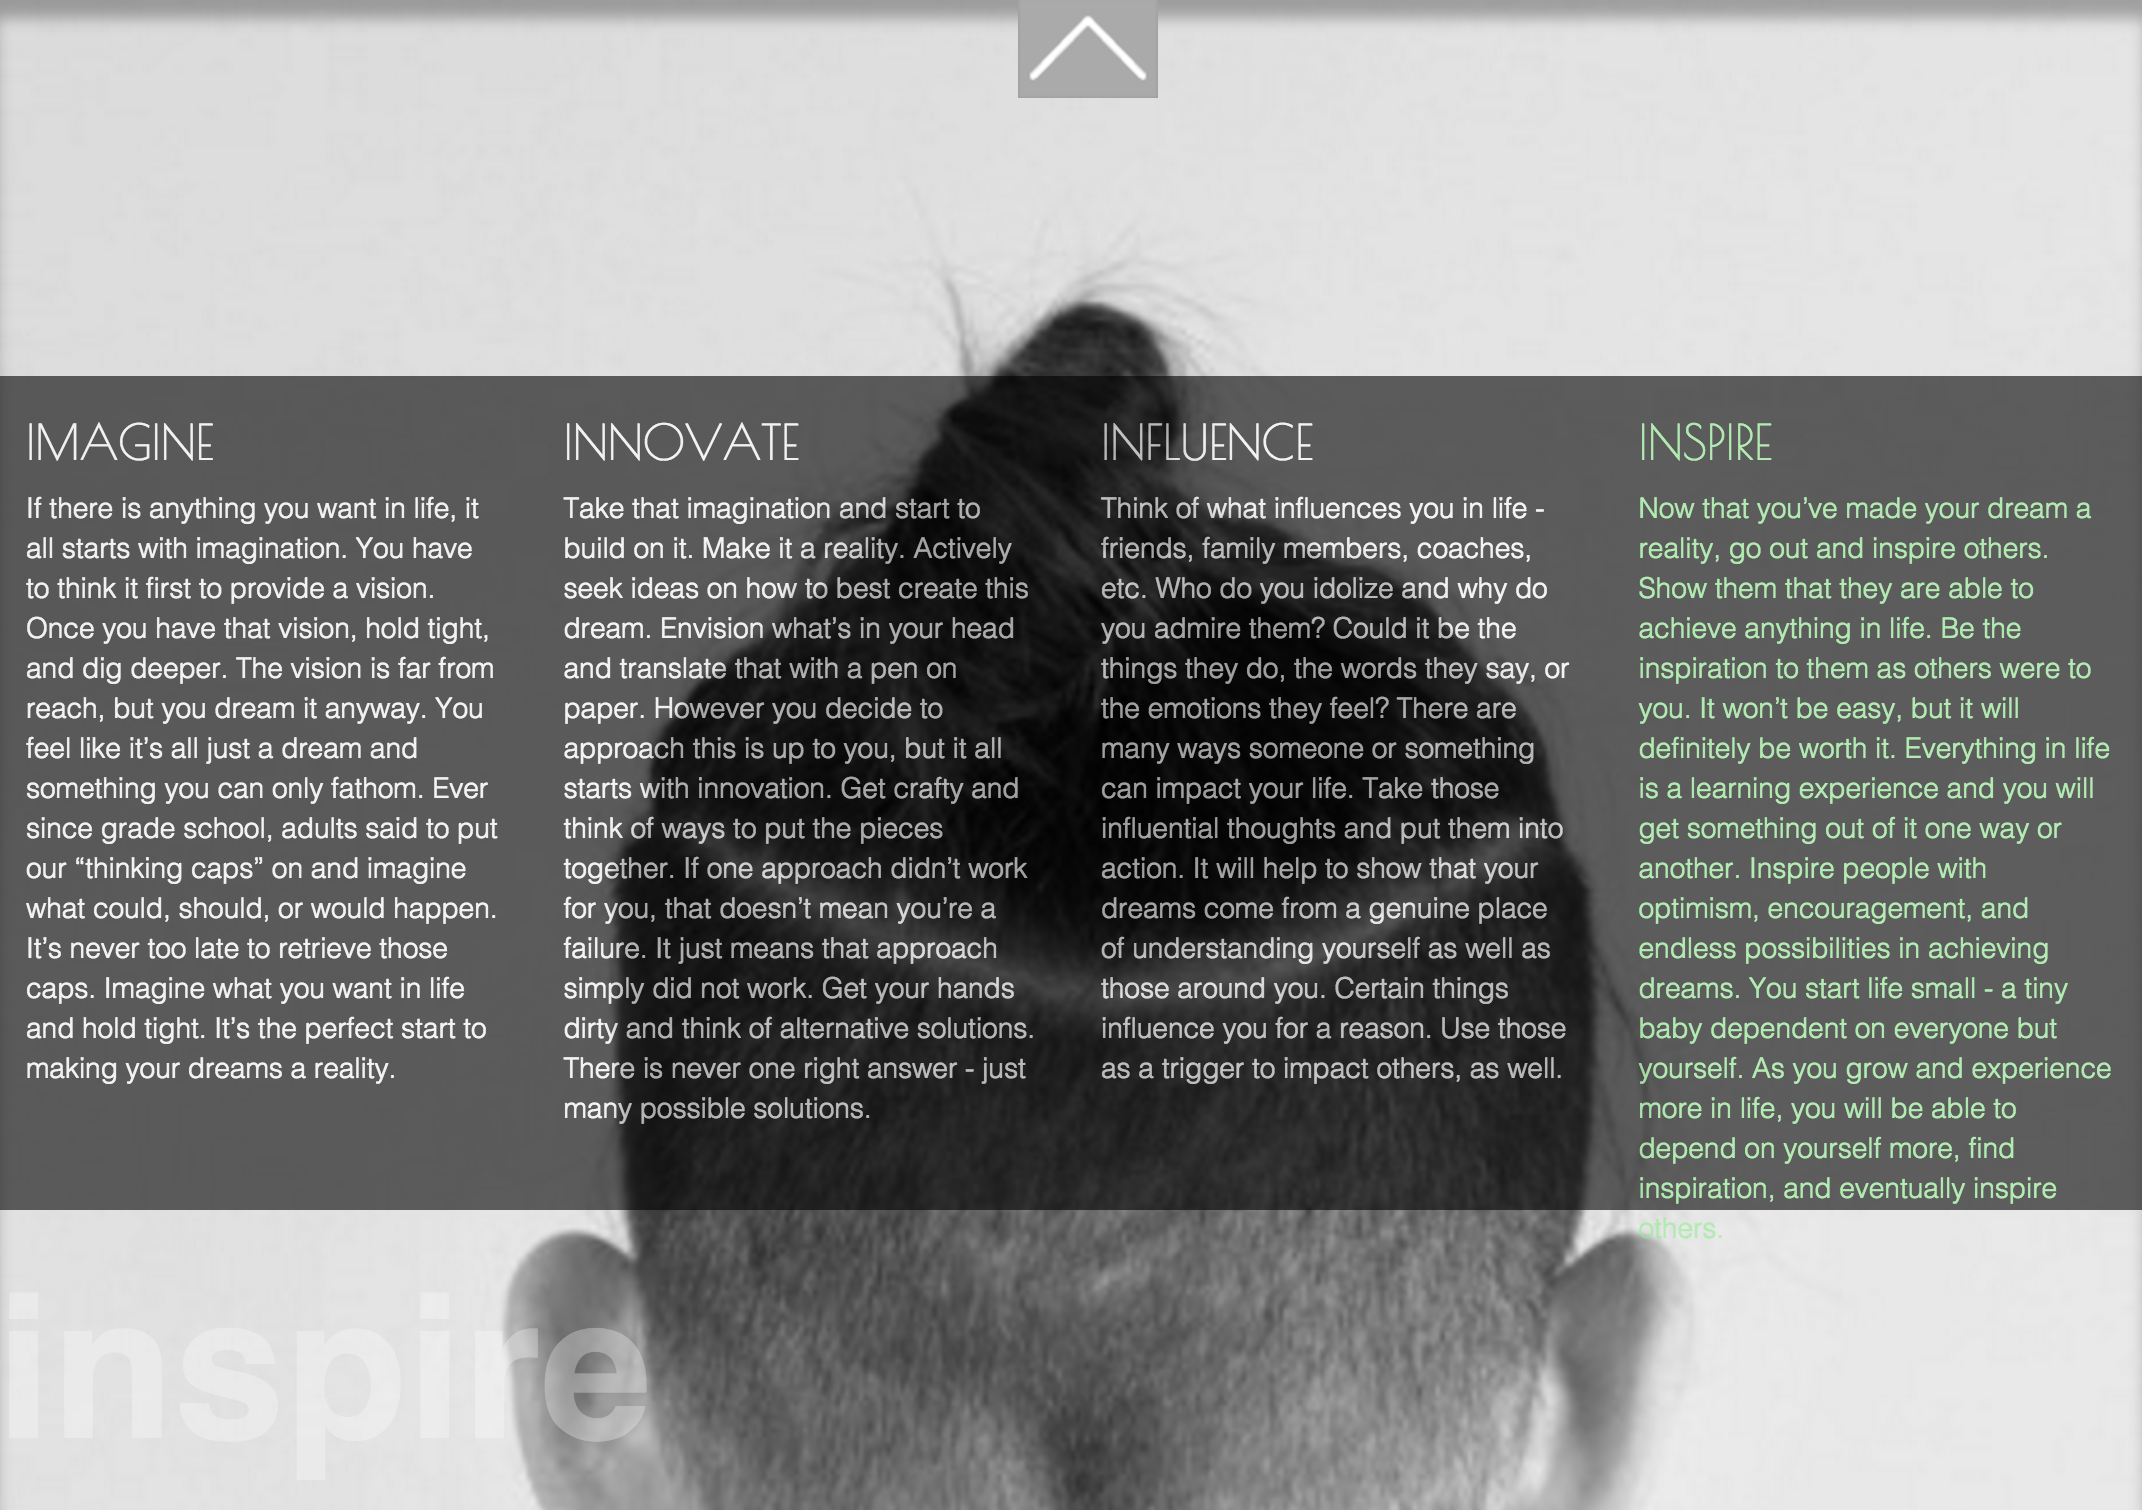 IMAGINE
If there is anything you want in life, it
all starts with imagination. You have
to think it first to provide a vision.
Once you have that vision, hold tight,
and dig deeper. The vision is far from
reach, but you dream it anyway. You
feel like it’s all just a dream and
something you can only fathom. Ever
since grade school, adults said to put
our “thinking caps” on and imagine
what could, should, or would happen.
It’s never too late to retrieve those
caps. Imagine what you want in life
and hold tight. It’s the perfect start to
making your dreams a reality.
INNOVATE
Take that imagination and start to
build on it. Make it a reality. Actively
seek ideas on how to best create this
dream. Envision what’s in your head
and translate that with a pen on
paper. However you decide to
approach this is up to you, but it all
starts with innovation. Get crafty and
think of ways to put the pieces
together. If one approach didn’t work
for you, that doesn’t mean you’re a
failure. It just means that approach
simply did not work. Get your hands
dirty and think of alternative solutions.
There is never one right answer - just
many possible solutions.
INFLUENCE
Think of what influences you in life -
friends, family members, coaches,
etc. Who do you idolize and why do
you admire them? Could it be the
things they do, the words they say, or
the emotions they feel? There are
many ways someone or something
can impact your life. Take those
influential thoughts and put them into
action. It will help to show that your
dreams come from a genuine place
of understanding yourself as well as
those around you. Certain things
influence you for a reason. Use those
as a trigger to impact others, as well.
INSPIRE
Now that you’ve made your dream a
reality, go out and inspire others.
Show them that they are able to
achieve anything in life. Be the
inspiration to them as others were to
you. It won’t be easy, but it will
definitely be worth it. Everything in life
is a learning experience and you will
get something out of it one way or
another. Inspire people with
optimism, encouragement, and
endless possibilities in achieving
dreams. You start life small - a tiny
baby dependent on everyone but
yourself. As you grow and experience
more in life, you will be able to
depend on yourself more, find
inspiration, and eventually inspire
others.
inspire